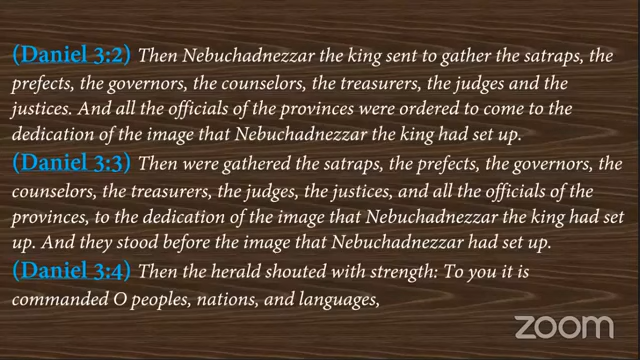 (Daniel 3:2) Then Nebuchadnezzar the king sent to gather the satraps, the
prefects, the governors, the counselors, the treasurers, the judges and the
justices. And all the officials of the provinces were ordered to come to the
dedication of the image that Nebuchadnezzar the king had set up.
(Daniel 3:3) Then were gathered the satraps, the prefects, the governors, the
counselors, the treasurers, the judges, the justices, and all the officials of the
provinces, to the dedication of the image that Nebuchadnezzar the king had set
up. And they stood before the image that Nebuchadnezzar had set up.
(Daniel 3:4) Then the herald shouted with strength: To you it is
commanded O peoples, nations, and languages,
zoom